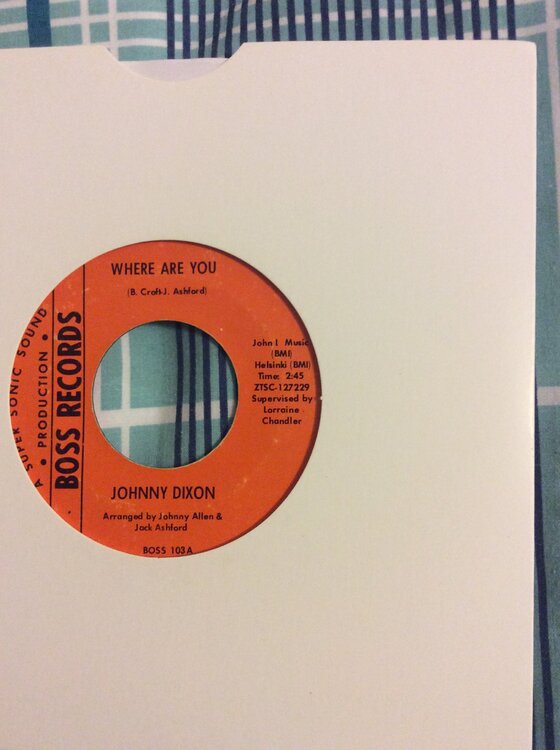 WHERE ARE YOU
(B. Croft-J. Ashford)
A SUPER SONIC SOUND
• PRODUCTION •
BOSS RECORDS
John I Music
(BMI)
Helsinki (BMI)
Time: 2:45
ZTSC-127229
Supervised by
Lorraine
Chandler
JOHNNY DIXON
Arranged by Johnny Allen &
Jack Ashford
BOSS 103A